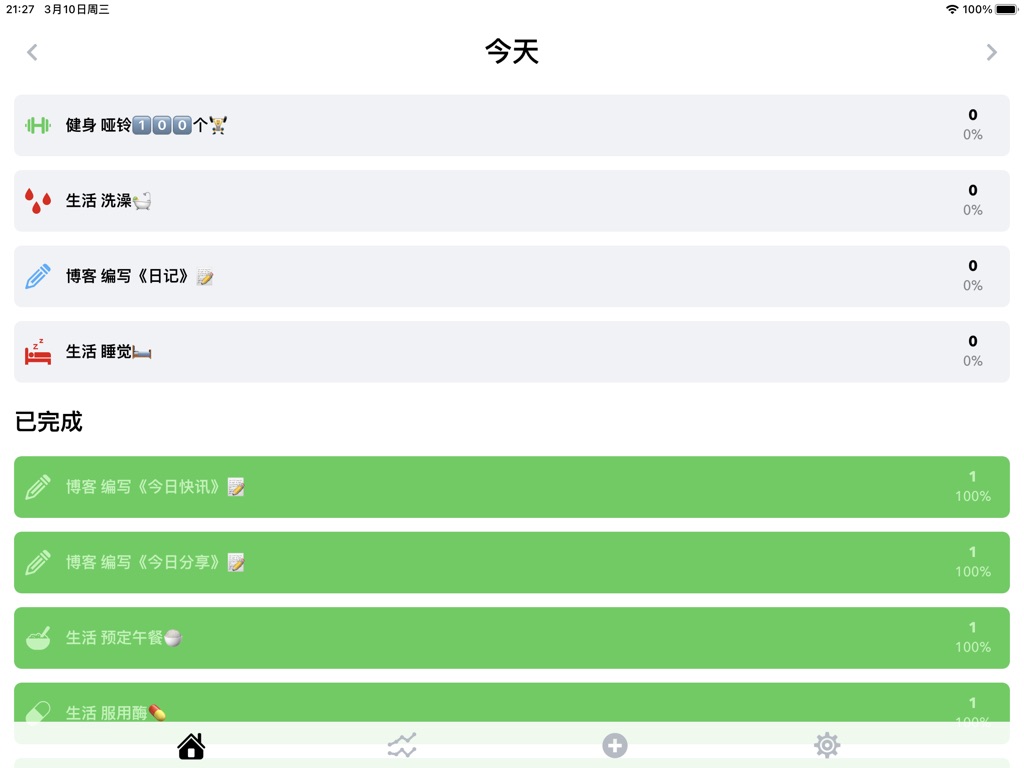 21:27 3月10日周三
100%
今天
健身 哑铃1️⃣0️⃣0️⃣个🏋️
0
0%
生活 洗澡🛀
0
0%
博客 编写《日记》📝
0
0%
生活 睡觉🛏️
0
0%
已完成
博客 编写《今日快讯》📝
1
100%
博客 编写《今日分享》📝
1
100%
生活 预定午餐🍚
1
100%
生活 服用酶💊
1
100%